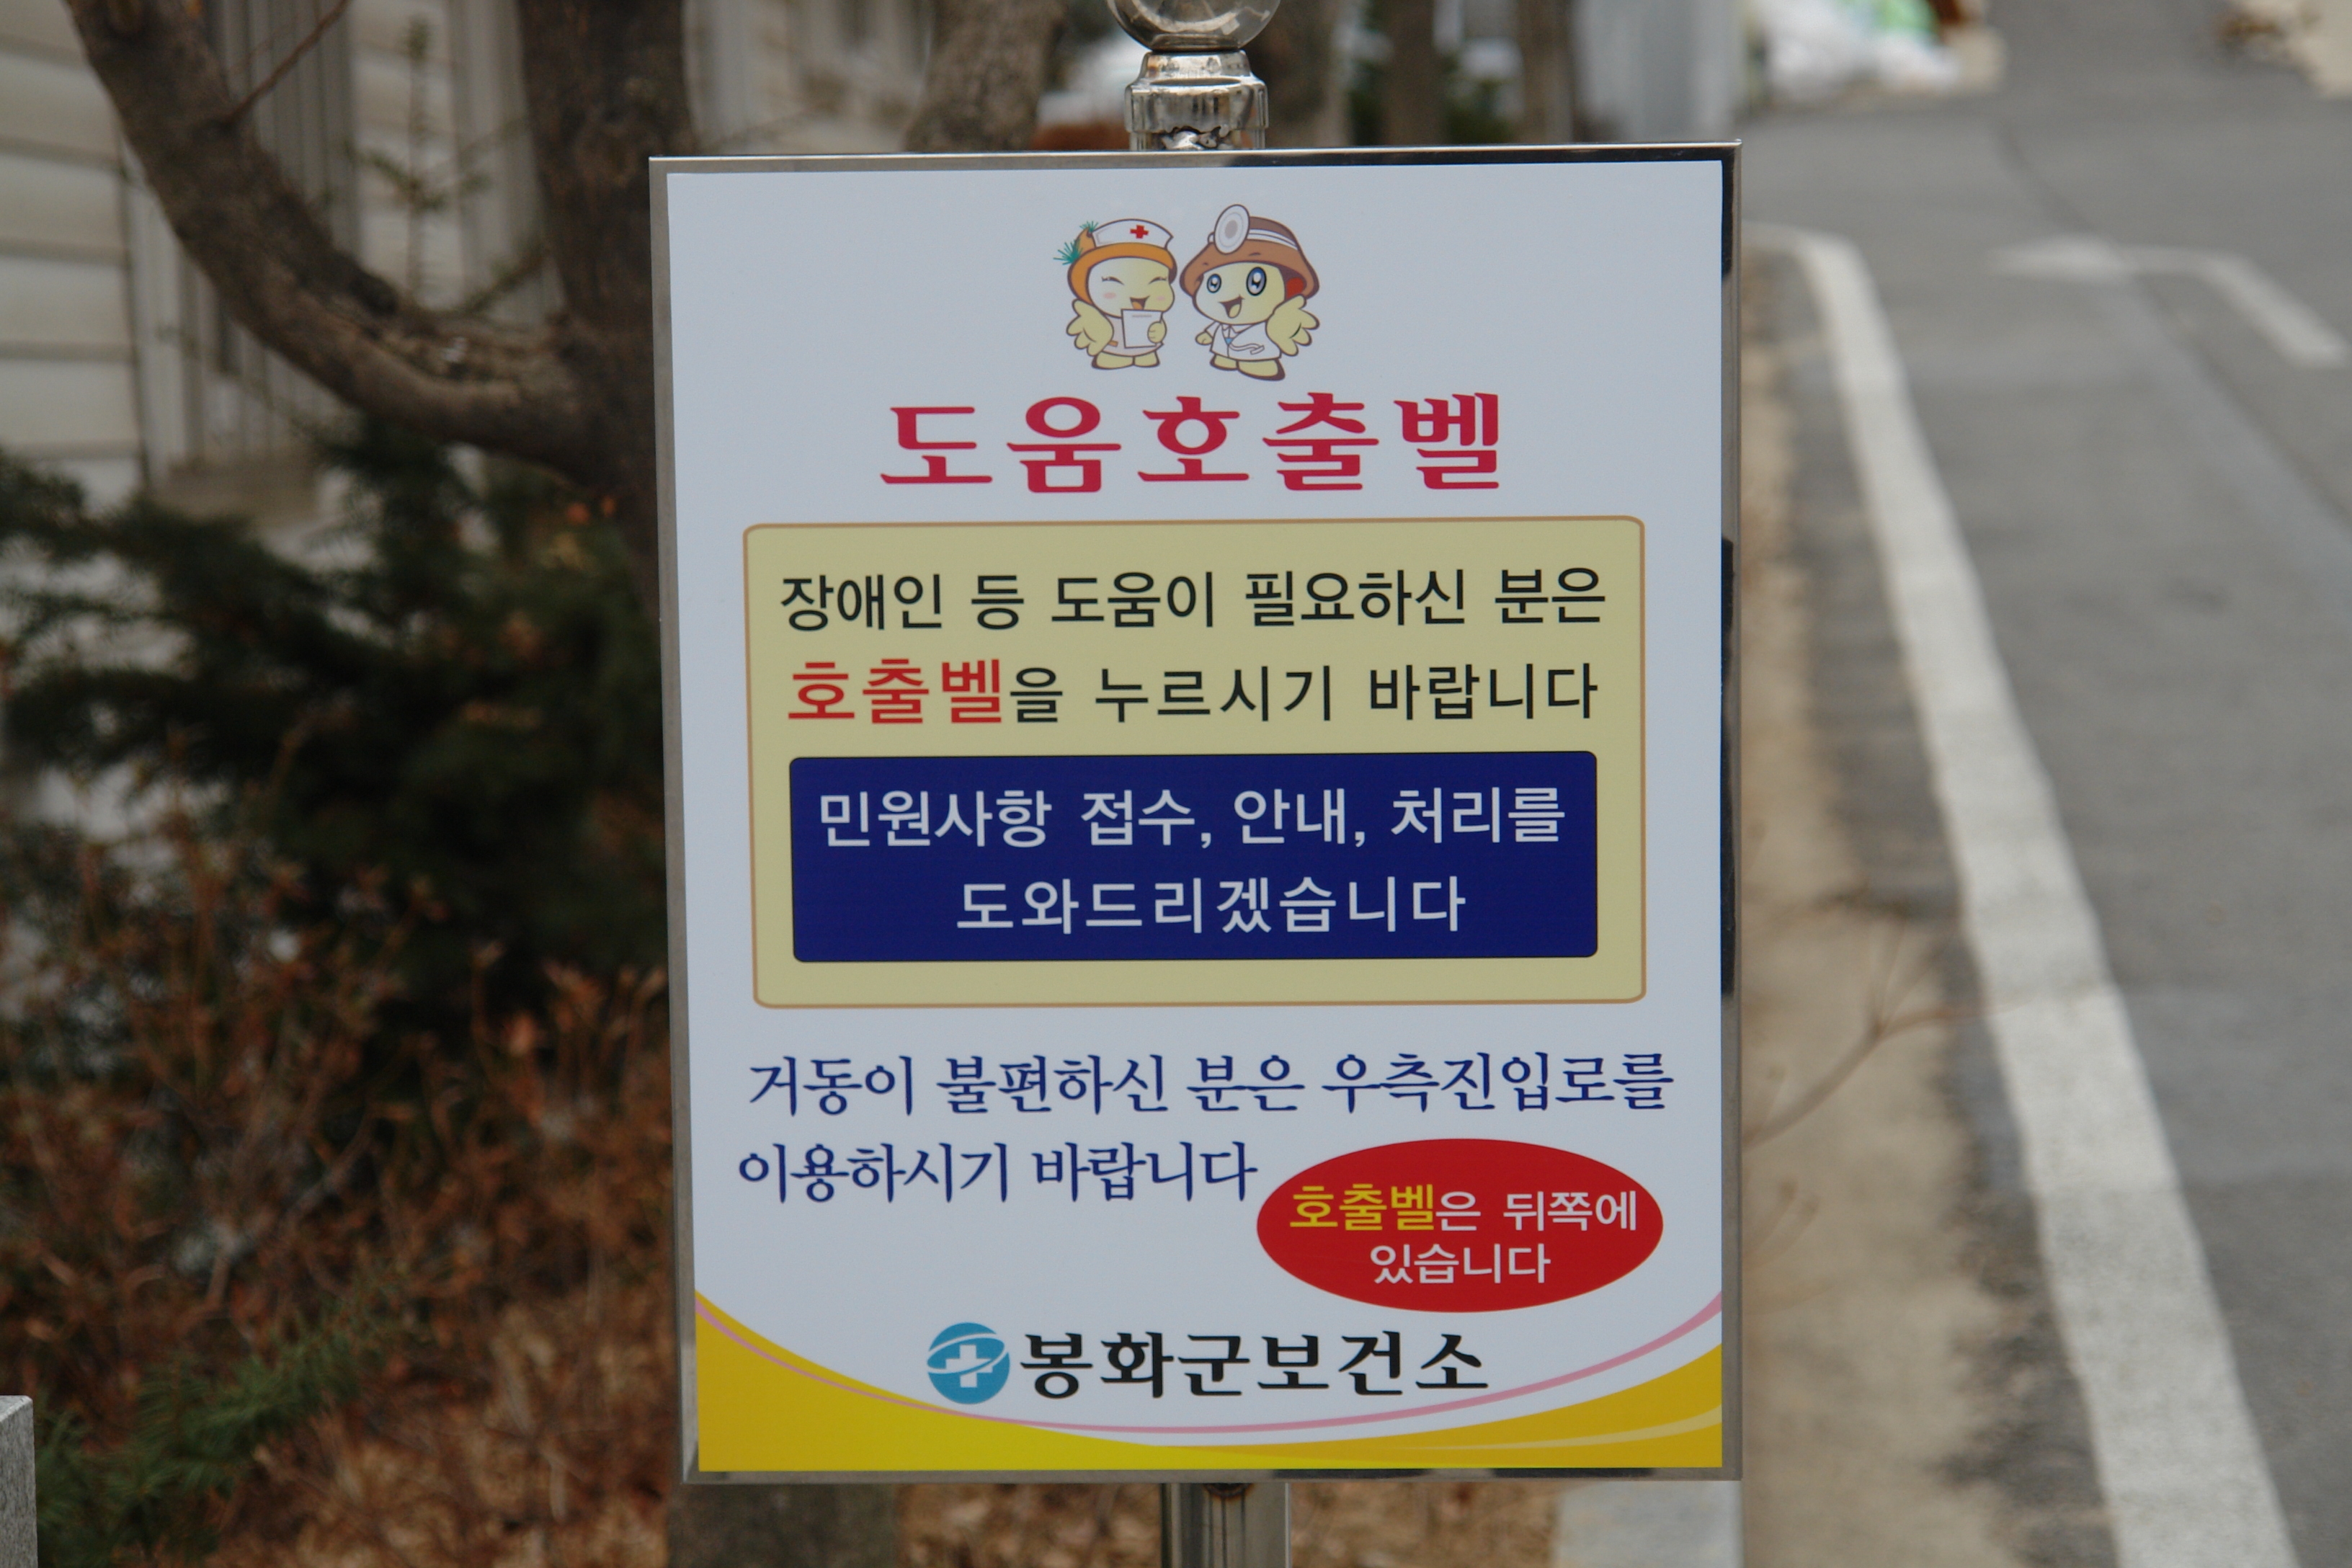 도움호출벨
장애인 등 도움이 필요하신 분은
호출벨을 누르시기 바랍니다
민원사항 접수, 안내, 처리를
도와드리겠습니다
거동이 불편하신 분은 우측진입로를
이용하시기 바랍니다
호출벨은 뒤쪽에
있습니다
봉화군보건소